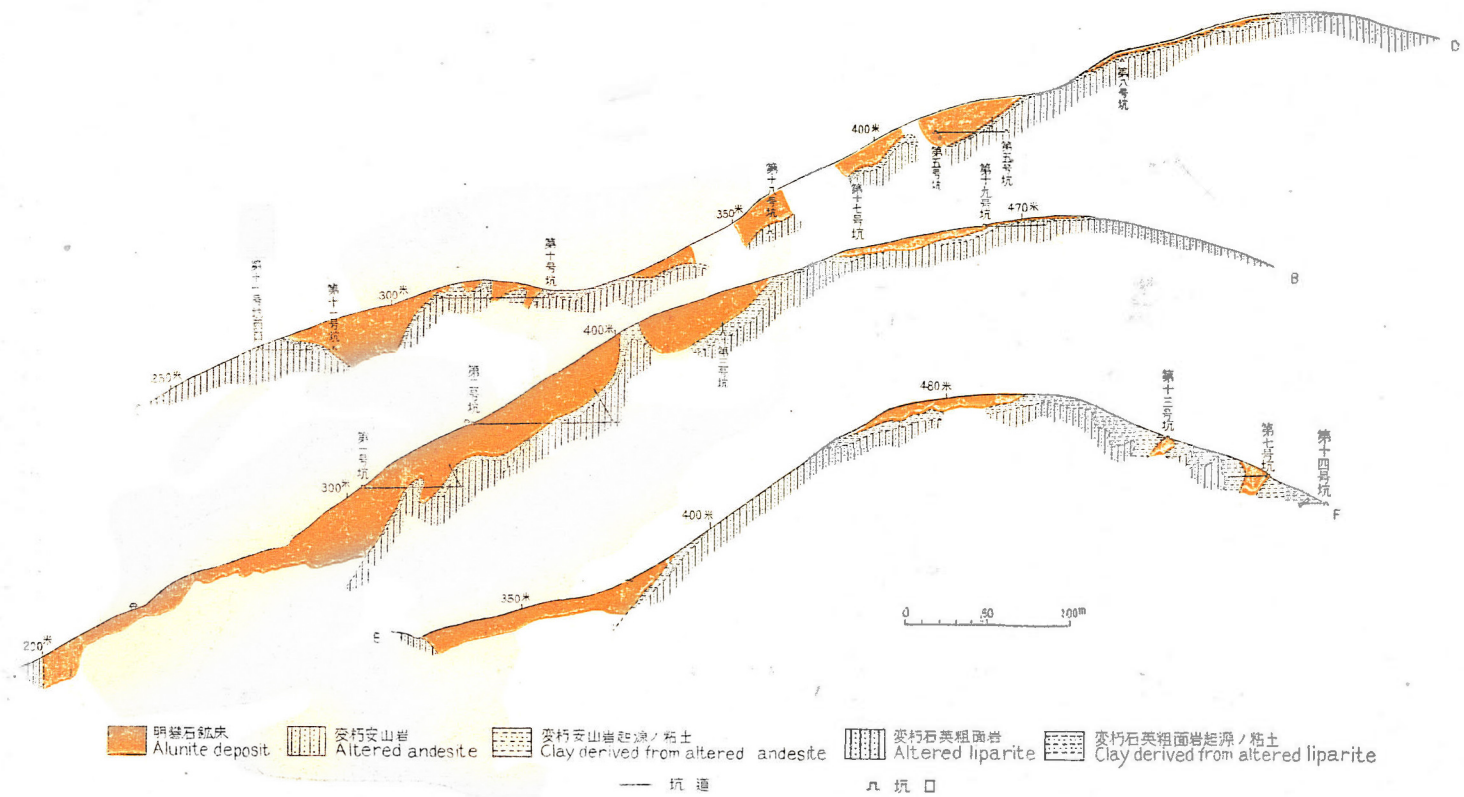 D
第八号坑
400米
第五号坑
第五号坑
第十八号坑
350米
第十七号坑
第十九号坑
470米
B
第十号坑
300米
第十一号坑
250米
400米
第三号坑
第二号坑
第一号坑
300米
200米
480米
第十三号坑
第七号坑
第十四号坑
F
400米
350米
E
0 50 100m
明礬石鉱床
Alunite deposit
変朽安山岩
Altered andesite
変朽安山岩起源ノ粘土
Clay derived from altered andesite
変朽石英粗面岩
Altered liparite
変朽石英粗面岩起源ノ粘土
Clay derived from altered liparite
坑道
坑口